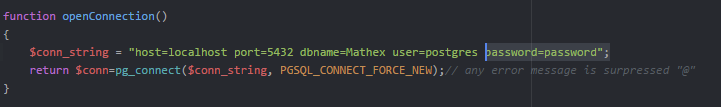 function openConnection()
{
$conn_string = "host=localhost port=5432 dbname=Mathex user=postgres password=password";
return $conn=pg_connect($conn_string, PGSQL_CONNECT_FORCE_NEW);// any error message is surpressed "@"
}